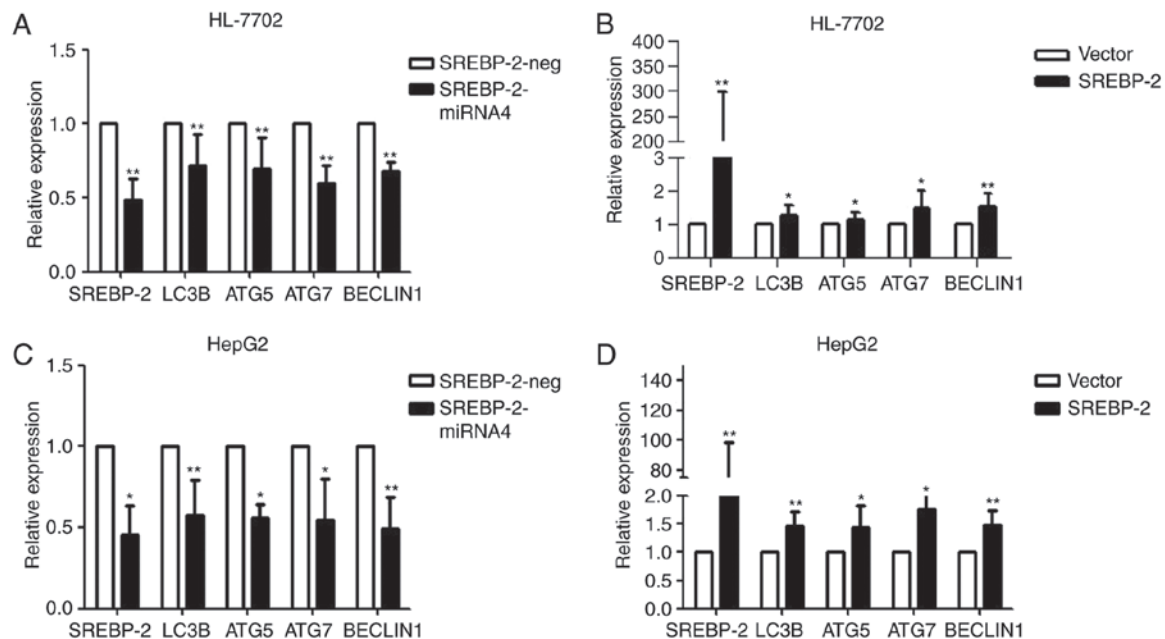 A
HL-7702
Relative expression
1.5
1.0
0.5
0.0
** ** ** ** **
SREBP-2 LC3B ATG5 ATG7 BECLIN1
SREBP-2-neg
SREBP-2-
miRNA4
B
HL-7702
Relative expression
400
350
300
250
200
150
100
3
2
1
0
** * * * **
SREBP-2 LC3B ATG5 ATG7 BECLIN1
Vector
SREBP-2
C
HepG2
Relative expression
1.5
1.0
0.5
0.0
* ** * * **
SREBP-2 LC3B ATG5 ATG7 BECLIN1
SREBP-2-neg
SREBP-2-
miRNA4
D
HepG2
Relative expression
140
120
100
80
60
2.0
1.5
1.0
0.5
0.0
** ** * * **
SREBP-2 LC3B ATG5 ATG7 BECLIN1
Vector
SREBP-2